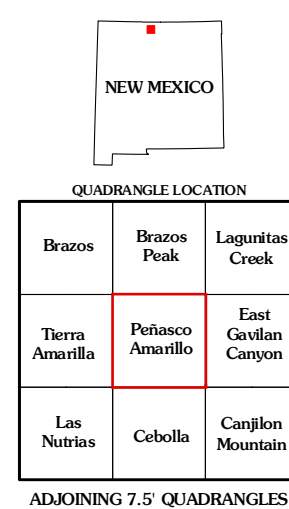 NEW MEXICO
QUADRANGLE LOCATION
Brazos
Brazos
Peak
Lagunitas
Creek
Tierra
Amarilla
Peñasco
Amarillo
East
Gavilan
Canyon
Las
Nutrias
Cebolla
Canjilon
Mountain
ADJOINING 7.5' QUADRANGLES